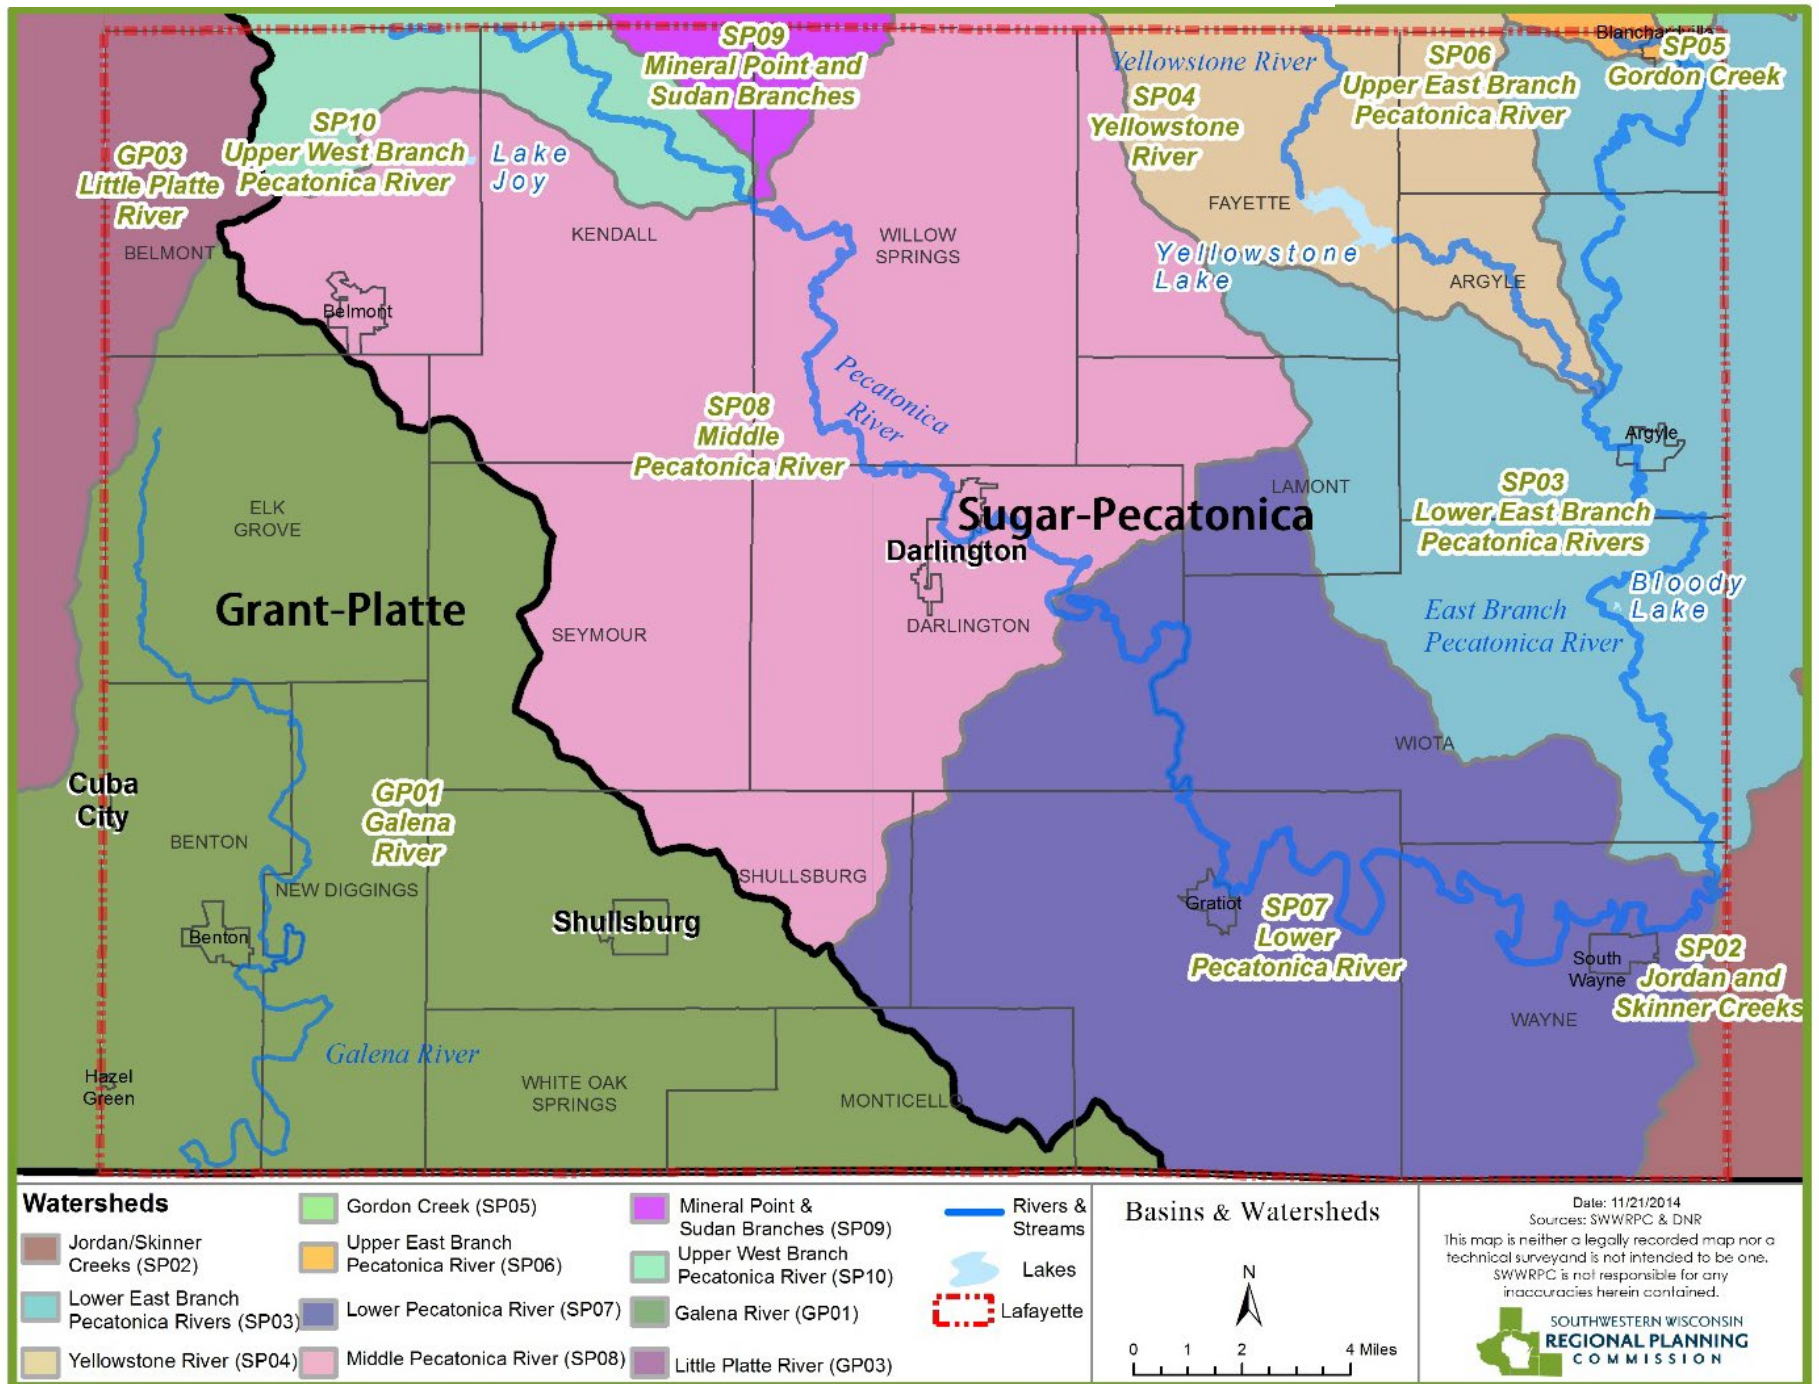 SP09
Mineral Point and
Sudan Branches
Blanchardville
SP05
Gordon Creek
Yellowstone River
SP06
Upper East Branch
Pecatonica River
SP04
Yellowstone
River
SP10
Upper West Branch
Pecatonica River
GP03
Little Platte
River
Lake
Joy
BELMONT
KENDALL
WILLOW
SPRINGS
FAYETTE
Yellowstone
Lake
ARGYLE
Belmont
Pecatonica
River
SP08
Middle
Pecatonica River
Argyle
ELK
GROVE
Sugar-Pecatonica
Darlington
LAMONT
SP03
Lower East Branch
Pecatonica Rivers
Bloody
Lake
East Branch
Pecatonica River
Grant-Platte
SEYMOUR
DARLINGTON
WIOTA
Cuba
City
GP01
Galena
River
BENTON
NEW DIGGINGS
SHULLSBURG
Benton
Shullsburg
Gratiot
SP07
Lower
Pecatonica River
South
Wayne
SP02
Jordan and
Skinner Creeks
WAYNE
Galena River
Hazel
Green
WHITE OAK
SPRINGS
MONTICELLO
Watersheds
Jordan/Skinner
Creeks (SP02)
Lower East Branch
Pecatonica Rivers (SP03)
Yellowstone River (SP04)
Gordon Creek (SP05)
Upper East Branch
Pecatonica River (SP06)
Lower Pecatonica River (SP07)
Middle Pecatonica River (SP08)
Mineral Point &
Sudan Branches (SP09)
Upper West Branch
Pecatonica River (SP10)
Galena River (GP01)
Little Platte River (GP03)
Rivers &
Streams
Lakes
Lafayette
Basins & Watersheds
N
0 1 2 4 Miles
Date: 11/21/2014
Sources: SWWRPC & DNR
This map is neither a legally recorded map nor a
technical surveyand is not intended to be one.
SWWRPC is not responsible for any
inaccuracies herein contained.
SOUTHWESTERN WISCONSIN
REGIONAL PLANNING
COMMISSION